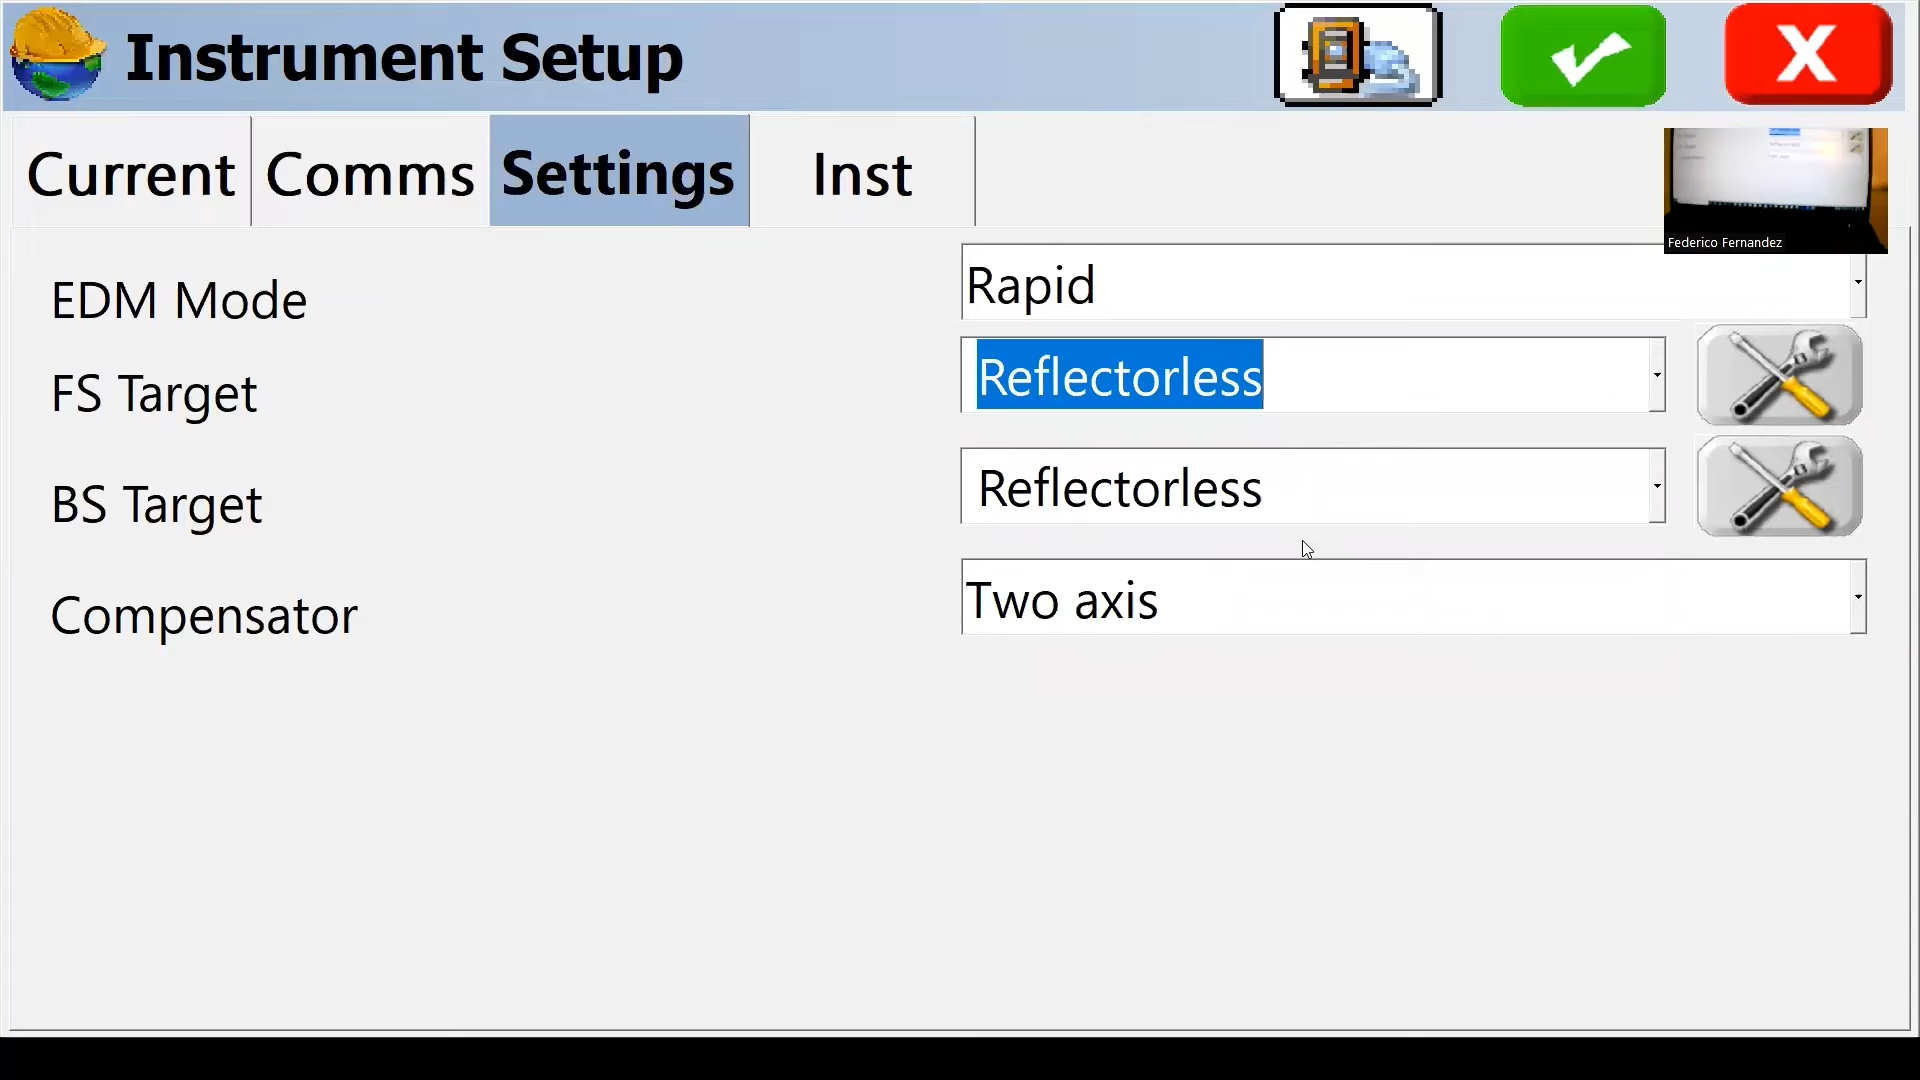 Instrument Setup
Current Comms Settings Inst
Federico Fernandez
EDM Mode Rapid
FS Target Reflectorless
BS Target Reflectorless
Compensator Two axis